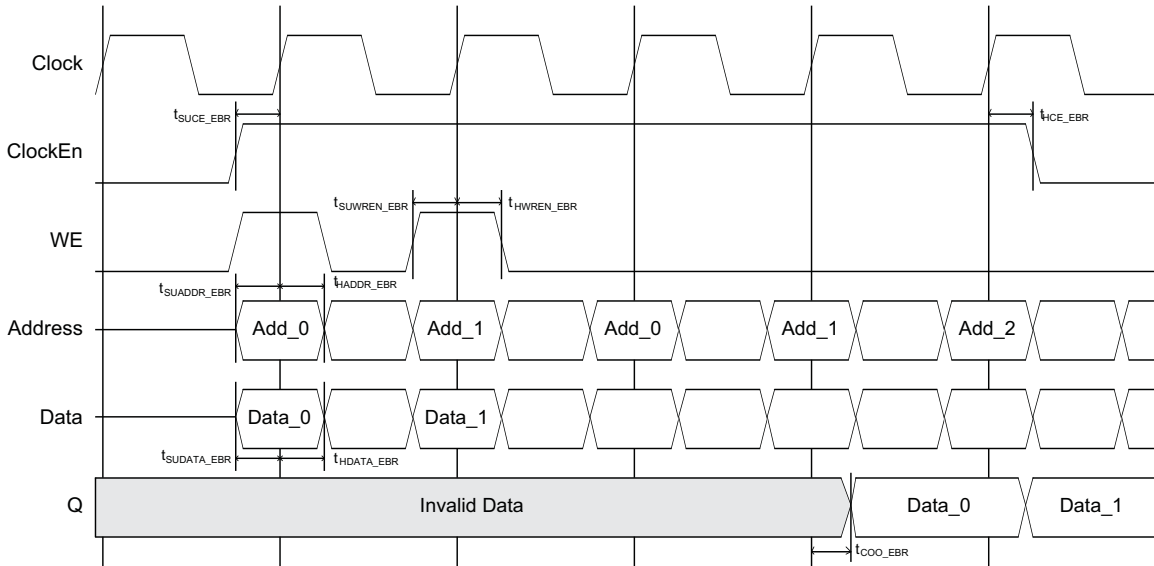 Clock
tSUCE_EBR
tHCE_EBR
ClockEn
tSUWREN_EBR
tHWREN_EBR
WE
tSUADDR_EBR
tHADDR_EBR
Address
Add_0
Add_1
Add_0
Add_1
Add_2
Data
Data_0
Data_1
tSUDATA_EBR
tHDATA_EBR
Q
Invalid Data
Data_0
Data_1
tCOO_EBR